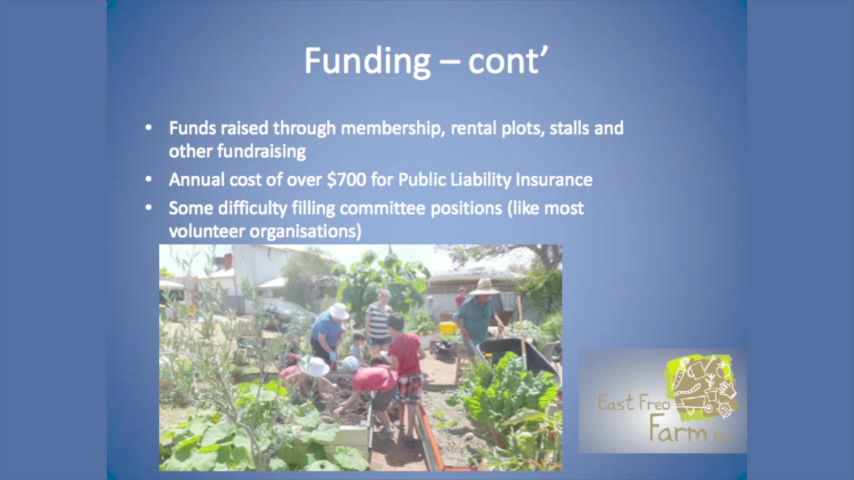 Funding – cont’
• Funds raised through membership, rental plots, stalls and
other fundraising
• Annual cost of over $700 for Public Liability Insurance
• Some difficulty filling committee positions (like most
volunteer organisations)
East Freo
Farm